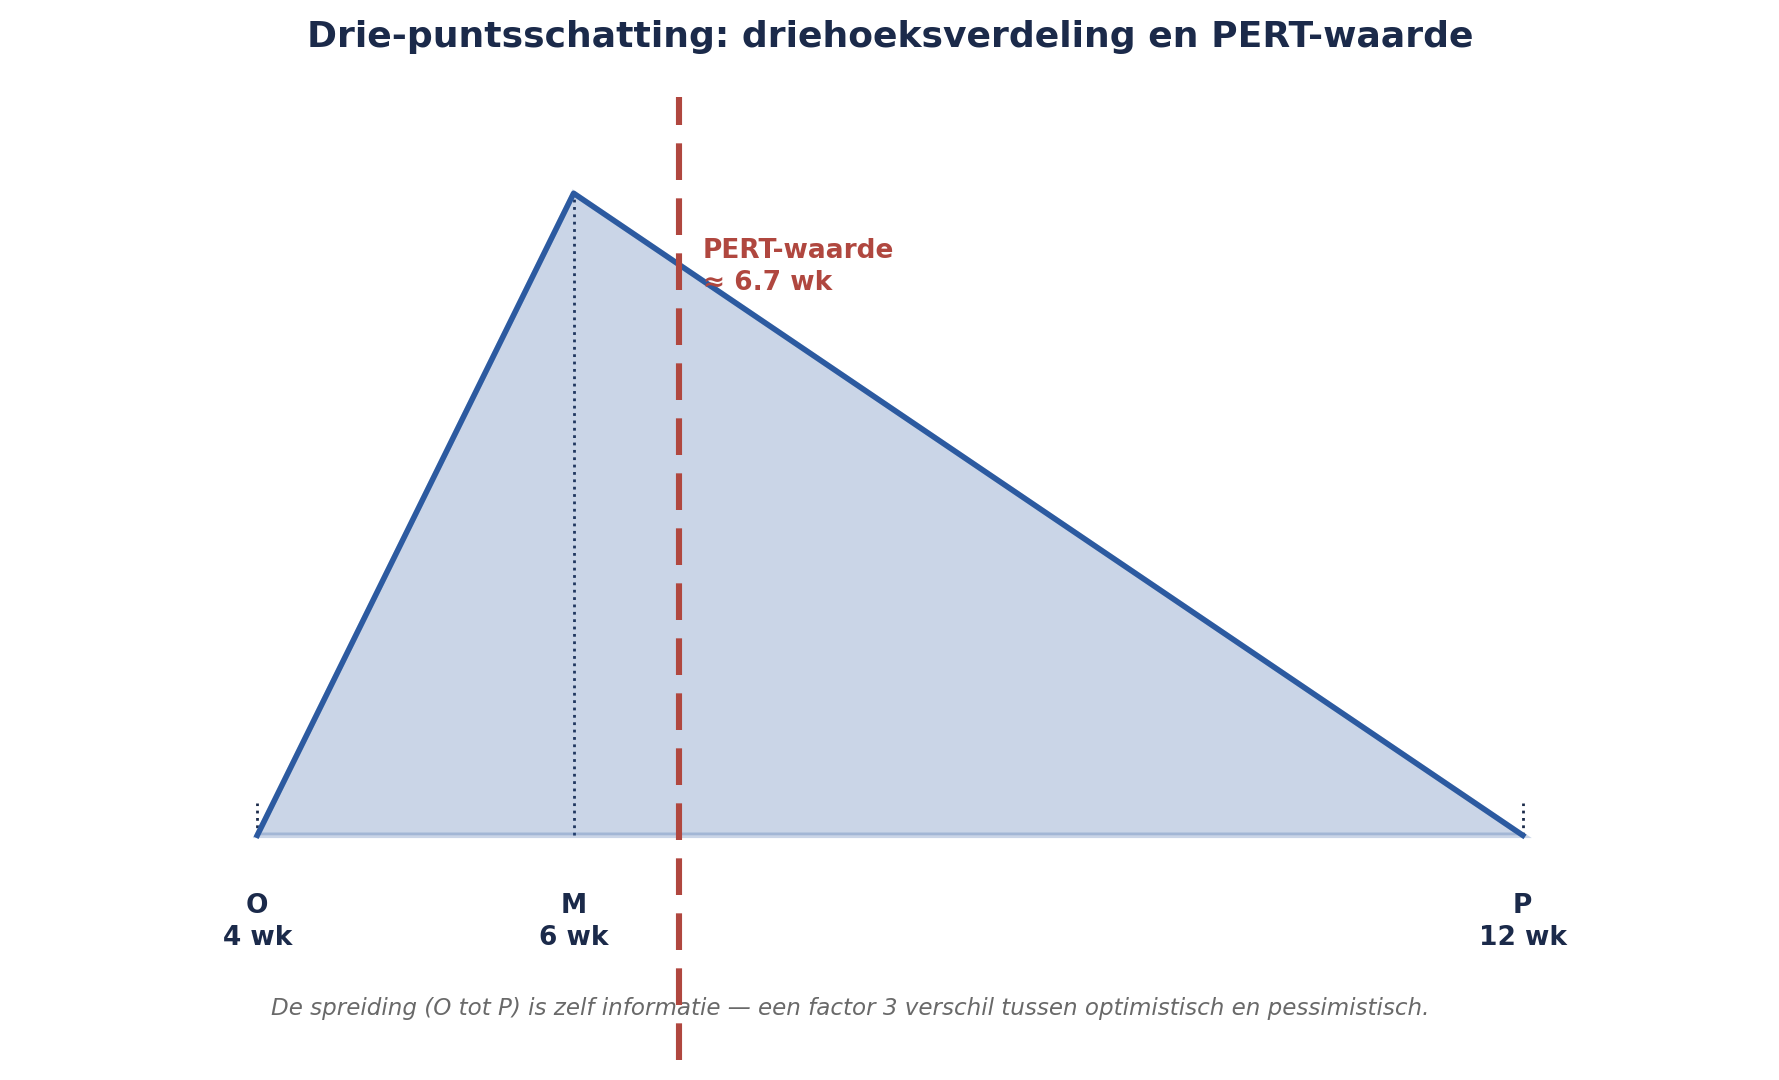 Drie-puntsschatting: driehoeksverdeling en PERT-waarde
PERT-waarde
≈ 6.7 wk
O
4 wk
M
6 wk
P
12 wk
De spreiding (O tot P) is zelf informatie — een factor 3 verschil tussen optimistisch en pessimistisch.